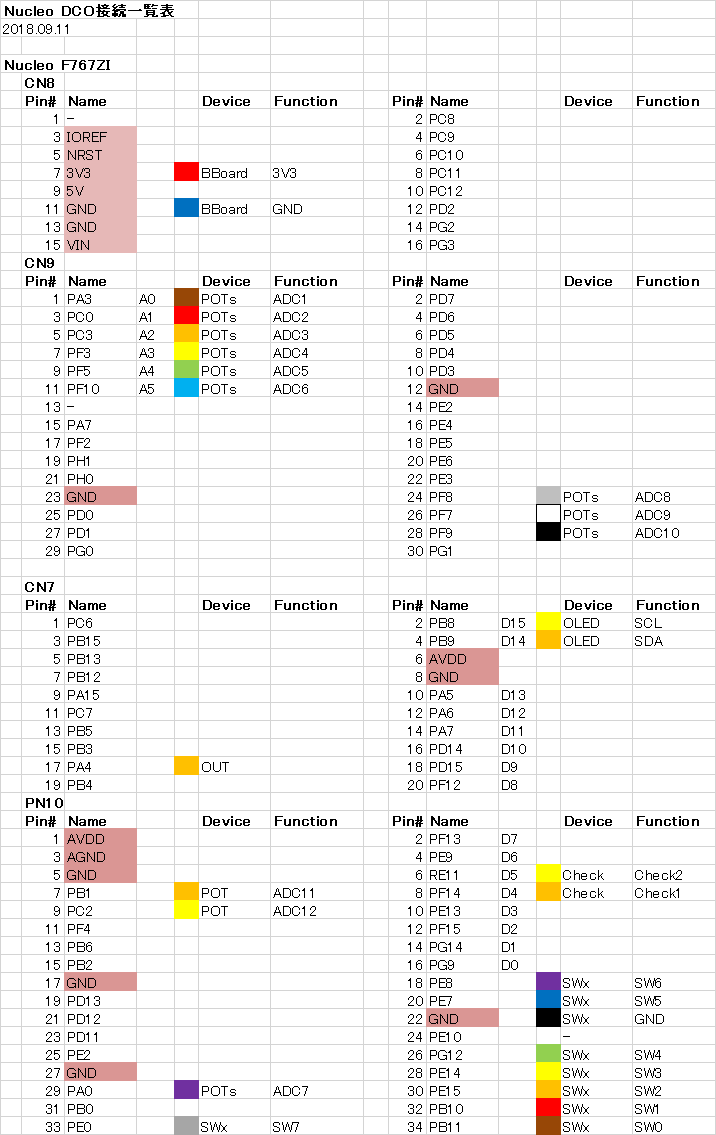 Nucleo DCO接続一覧表
2018.09.11
Nucleo F767ZI
CN8
Pin# Name Device Function Pin# Name Device Function
1 - 2 PC8
3 IOREF 4 PC9
5 NRST 6 PC10
7 3V3 BBoard 3V3 8 PC11
9 5V 10 PC12
11 GND BBoard GND 12 PD2
13 GND 14 PG2
15 VIN 16 PG3
CN9
Pin# Name Device Function Pin# Name Device Function
1 PA3 A0 POTs ADC1 2 PD7
3 PC0 A1 POTs ADC2 4 PD6
5 PC3 A2 POTs ADC3 6 PD5
7 PF3 A3 POTs ADC4 8 PD4
9 PF5 A4 POTs ADC5 10 PD3
11 PF10 A5 POTs ADC6 12 GND
13 - 14 PE2
15 PA7 16 PE4
17 PF2 18 PE5
19 PH1 20 PE6
21 PH0 22 PE3
23 GND 24 PF8 POTs ADC8
25 PD0 26 PF7 POTs ADC9
27 PD1 28 PF9 POTs ADC10
29 PG0 30 PG1
CN7
Pin# Name Device Function Pin# Name Device Function
1 PC6 2 PB8 D15 OLED SCL
3 PB15 4 PB9 D14 OLED SDA
5 PB13 6 AVDD
7 PB12 8 GND
9 PA15 10 PA5 D13
11 PC7 12 PA6 D12
13 PB5 14 PA7 D11
15 PB3 16 PD14 D10
17 PA4 OUT 18 PD15 D9
19 PB4 20 PF12 D8
PN10
Pin# Name Device Function Pin# Name Device Function
1 AVDD 2 PF13 D7
3 AGND 4 PE9 D6
5 GND 6 RE11 D5 Check Check2
7 PB1 POT ADC11 8 PF14 D4 Check Check1
9 PC2 POT ADC12 10 PE13 D3
11 PF4 12 PF15 D2
13 PB6 14 PG14 D1
15 PB2 16 PG9 D0
17 GND 18 PE8 SWx SW6
19 PD13 20 PE7 SWx SW5
21 PD12 22 GND SWx GND
23 PD11 24 PE10 -
25 PE2 26 PG12 SWx SW4
27 GND 28 PE14 SWx SW3
29 PA0 POTs ADC7 30 PE15 SWx SW2
31 PB0 32 PB10 SWx SW1
33 PE0 SWx SW7 34 PB11 SWx SW0